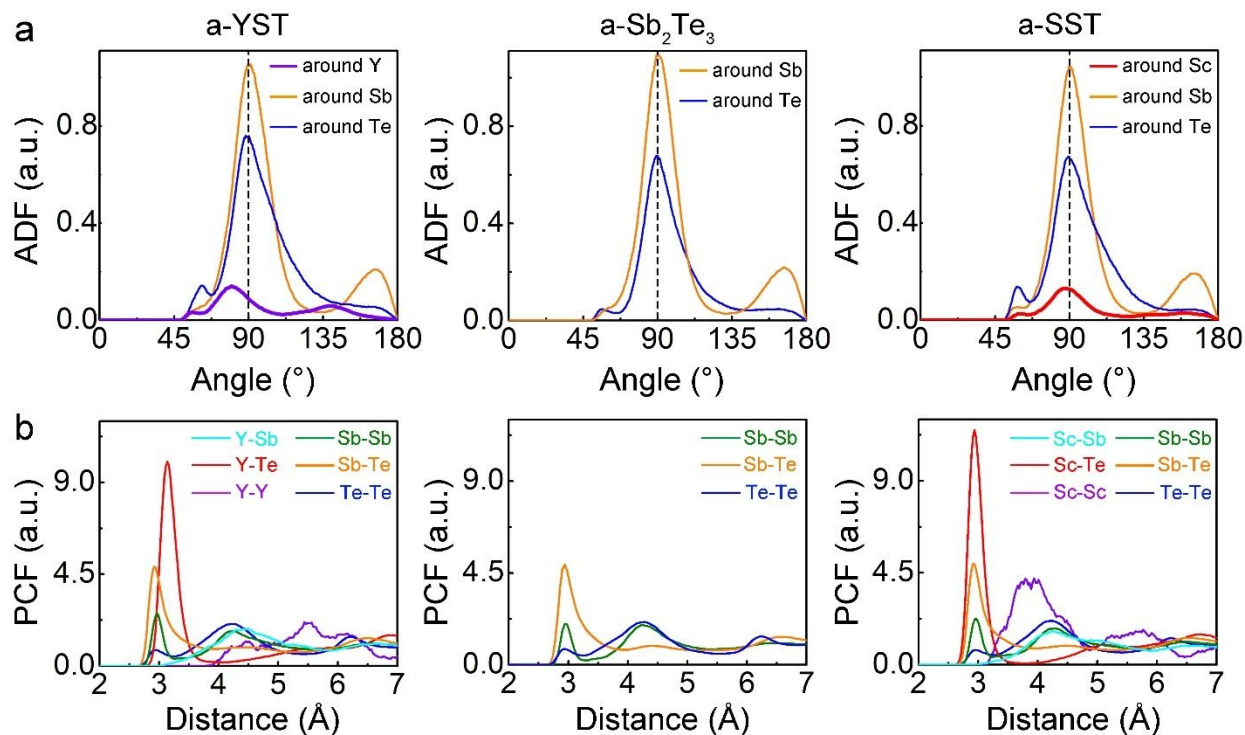 a
a-YST
a-Sb₂Te₃
a-SST
ADF (a.u.)
0.8
0.4
0.0
around Y
around Sb
around Te
45 90 135 180
Angle (°)
ADF (a.u.)
0.8
0.4
0.0
around Sb
around Te
45 90 135 180
Angle (°)
ADF (a.u.)
0.8
0.4
0.0
around Sc
around Sb
around Te
45 90 135 180
Angle (°)
b
PCF (a.u.)
9.0
4.5
0.0
Y-Sb Sb-Sb
Y-Te Sb-Te
Y-Y Te-Te
2 3 4 5 6 7
Distance (Å)
PCF (a.u.)
9.0
4.5
0.0
Sb-Sb
Sb-Te
Te-Te
2 3 4 5 6 7
Distance (Å)
PCF (a.u.)
9.0
4.5
0.0
Sc-Sb Sb-Sb
Sc-Te Sb-Te
Sc-Sc Te-Te
2 3 4 5 6 7
Distance (Å)